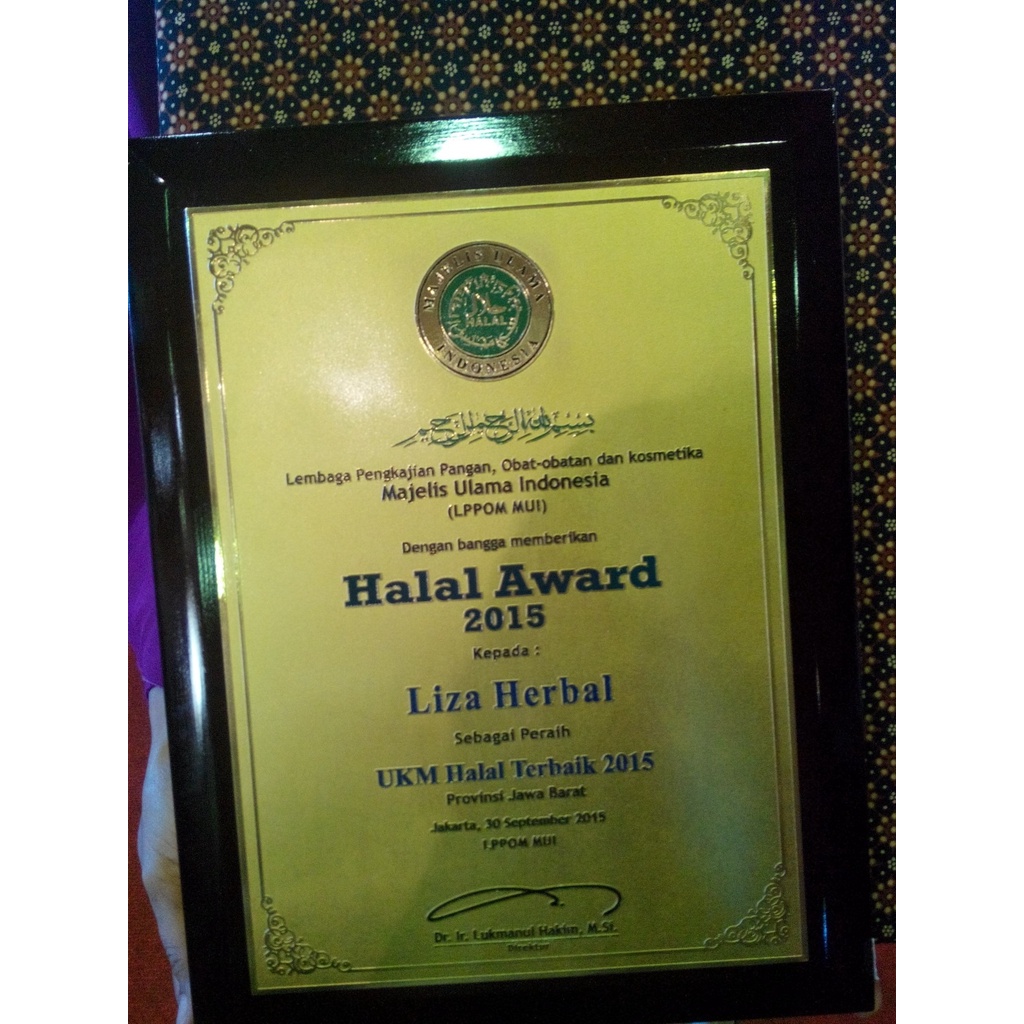 MAJELIS ULAMA
HALAL
INDONESIA
بسم الله الرحمن الرحيم
Lembaga Pengkajian Pangan, Obat-obatan dan kosmetika
Majelis Ulama Indonesia
(LPPOM MUI)
Dengan bangga memberikan
Halal Award
2015
Kepada :
Liza Herbal
Sebagai Peraih
UKM Halal Terbaik 2015
Provinsi Jawa Barat
Jakarta, 30 September 2015
LPPOM MUI
Dr. Ir. Lukmanul Hakim, M.Si.
Direktur